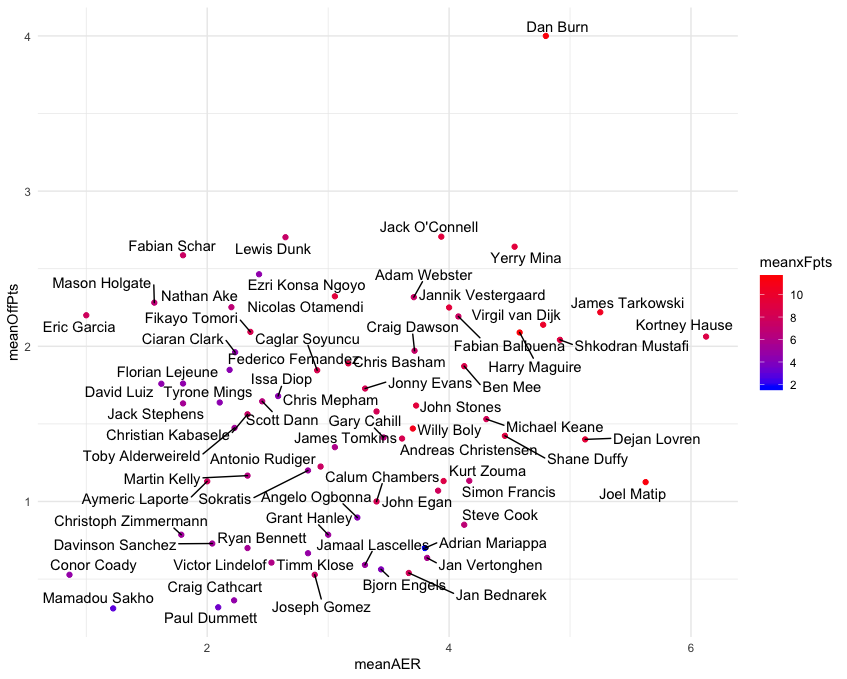 Dan Burn
4
3
Jack O'Connell
Fabian Schar
Lewis Dunk
Yerry Mina
Adam Webster
Mason Holgate
Ezri Konsa Ngoyo
Nathan Ake
Jannik Vestergaard
James Tarkowski
Nicolas Otamendi
Virgil van Dijk
Fikayo Tomori
Kortney Hause
Eric Garcia
Craig Dawson
Ciaran Clark
Caglar Soyuncu
2
Fabian Balbuena
Shkodran Mustafi
Federico Fernandez
Chris Basham
Harry Maguire
Florian Lejeune
Issa Diop
Jonny Evans
Ben Mee
David Luiz
Tyrone Mings
Chris Mepham
John Stones
Jack Stephens
Scott Dann
Gary Cahill
Willy Boly
Michael Keane
Christian Kabasele
James Tomkins
Dejan Lovren
Andreas Christensen
Toby Alderweireld
Antonio Rudiger
Shane Duffy
Martin Kelly
Calum Chambers
Kurt Zouma
Aymeric Laporte
Sokratis
Angelo Ogbonna
John Egan
Simon Francis
Joel Matip
1
Christoph Zimmermann
Grant Hanley
Steve Cook
Davinson Sanchez
Ryan Bennett
Jamaal Lascelles
Adrian Mariappa
Conor Coady
Victor Lindelof
Timm Klose
Jan Vertonghen
Craig Cathcart
Bjorn Engels
Mamadou Sakho
Joseph Gomez
Jan Bednarek
Paul Dummett
2
4
6
meanAER
meanOffPts
meanxFpts
10
8
6
4
2